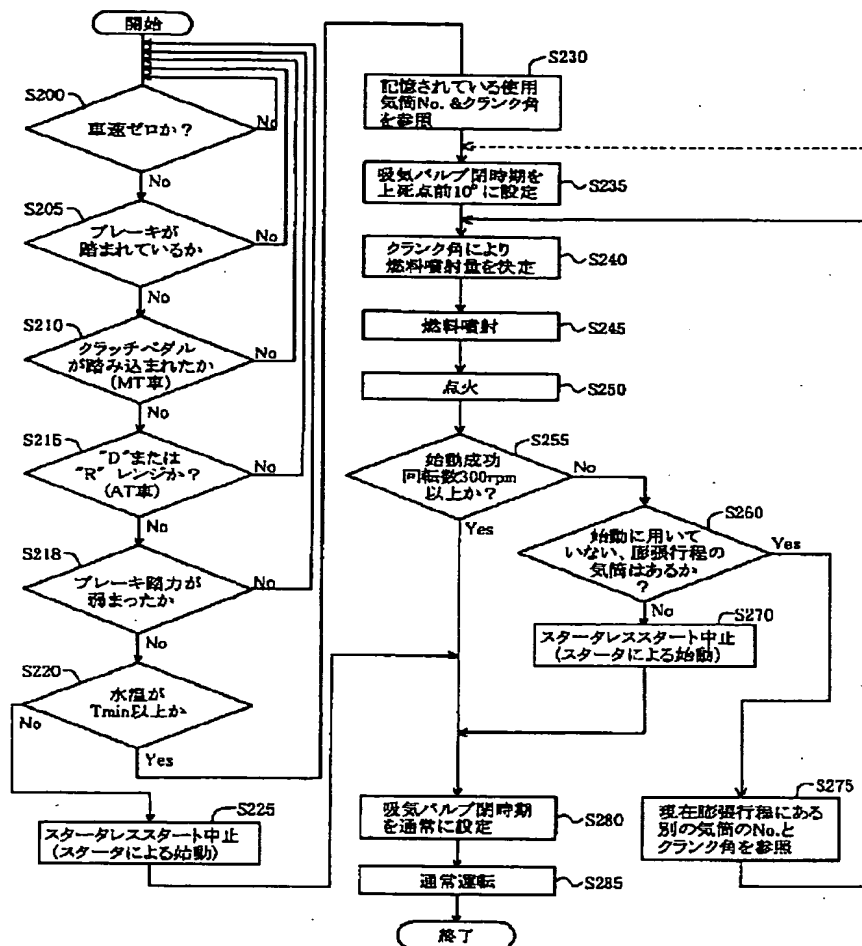 開始
S200
車速ゼロか？
No
No
S205
ブレーキが
踏まれているか
No
No
S210
クラッチペダル
が踏み込まれたか
(MT車)
No
No
S215
"D"または
"R" レンジか？
(AT車)
No
No
S218
ブレーキ踏力が
弱まったか
No
No
S220
水温が
Tmin以上か
No
Yes
S225
スタータレススタート中止
(スタータによる始動)
S230
記憶されている使用
気筒No.&クランク角
を参照
吸気バルブ閉時期を
上死点前10°に設定
S235
クランク角により
燃料噴射量を決定
S240
燃料噴射
S245
点火
S250
S255
始動成功
回転数300rpm
以上か？
No
Yes
S260
始動に用いて
いない、膨張行程の
気筒はあるか
？
Yes
No
S270
スタータレススタート中止
(スタータによる始動)
S275
現在膨張行程にある
別の気筒のNo.と
クランク角を参照
吸気バルブ閉時期
を通常に設定
S280
通常運転
S285
終了